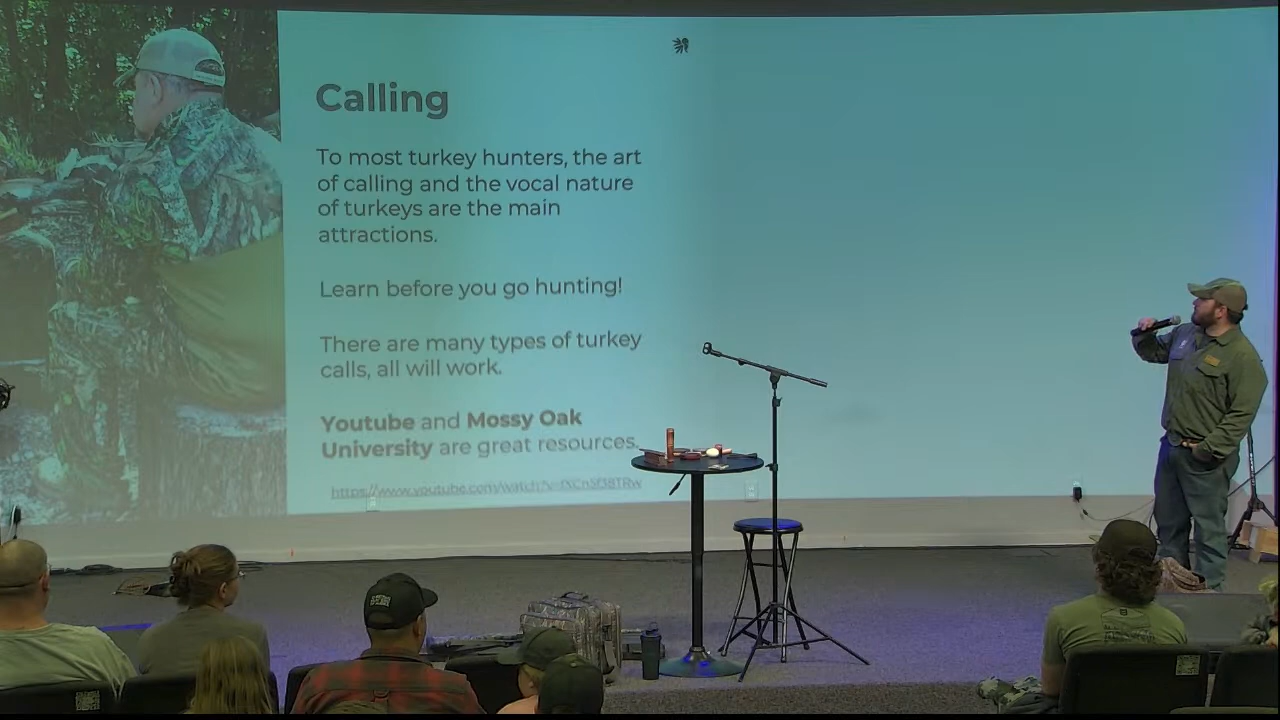 Calling
To most turkey hunters, the art
of calling and the vocal nature
of turkeys are the main
attractions.
Learn before you go hunting!
There are many types of turkey
calls, all will work.
Youtube and Mossy Oak
University are great resources.